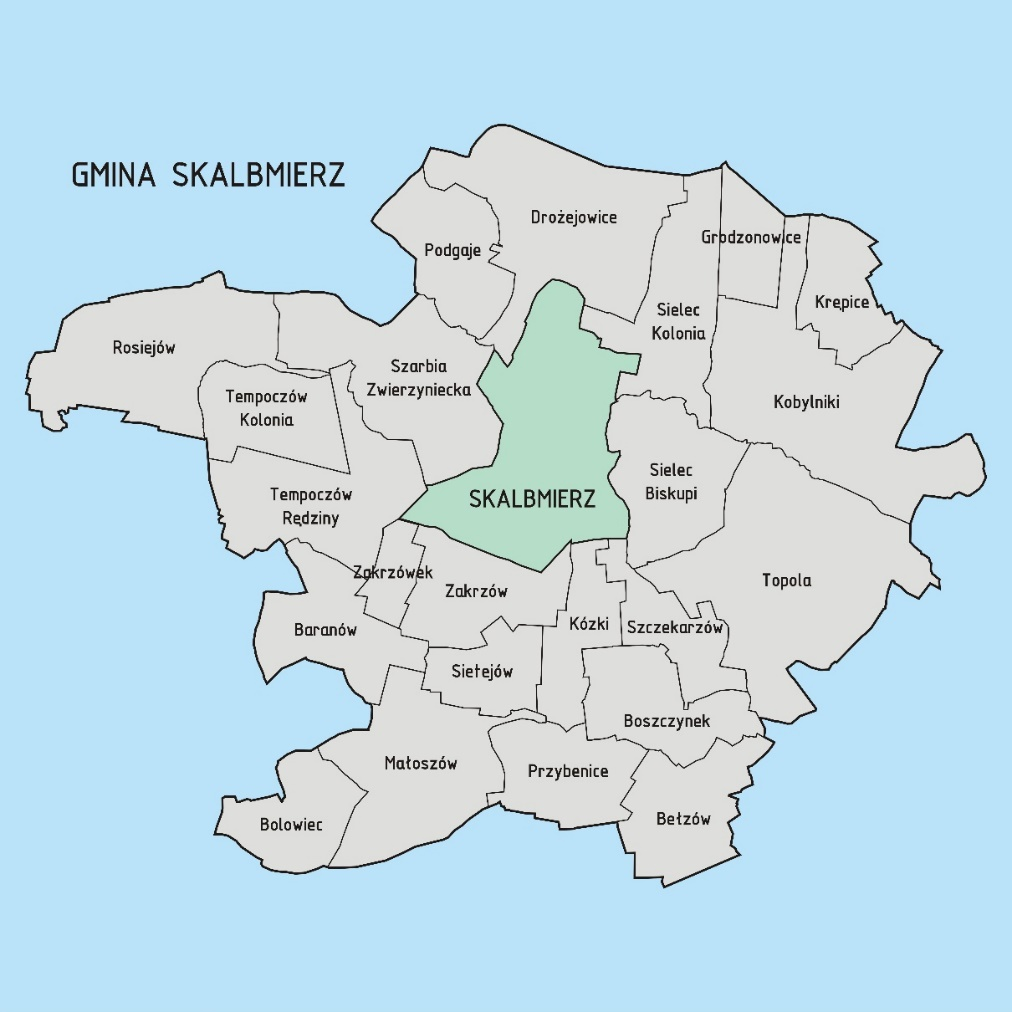 GMINA SKALBMIERZ
Drożejowice
Podgaje
Grodzonowice
Krępice
Sielec
Kolonia
Rosiejów
Szarbia
Zwierzyniecka
Tempoczów
Kolonia
Kobylniki
Sielec
Biskupi
Tempoczów
Rędziny
SKALBMIERZ
Zakrzówek
Zakrzów
Topola
Baranów
Kózki
Szczekarzów
Sietejów
Boszczynek
Małoszów
Przybenice
Bolowiec
Bełzów